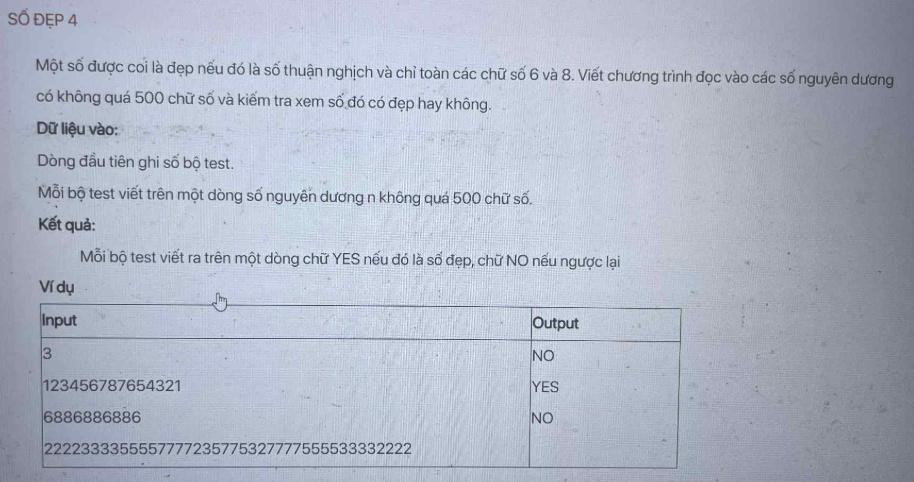 SỐ ĐẸP 4
Một số được coi là đẹp nếu đó là số thuận nghịch và chỉ toàn các chữ số 6 và 8. Viết chương trình đọc vào các số nguyên dương
có không quá 500 chữ số và kiểm tra xem số đó có đẹp hay không.
Dữ liệu vào:
Dòng đầu tiên ghi số bộ test.
Mỗi bộ test viết trên một dòng số nguyên dương n không quá 500 chữ số.
Kết quả:
Mỗi bộ test viết ra trên một dòng chữ YES nếu đó là số đẹp, chữ NO nếu ngược lại
Ví dụ
Input Output
3 NO
123456787654321 YES
6886886886 NO
22223333555557777235775327777555533332222